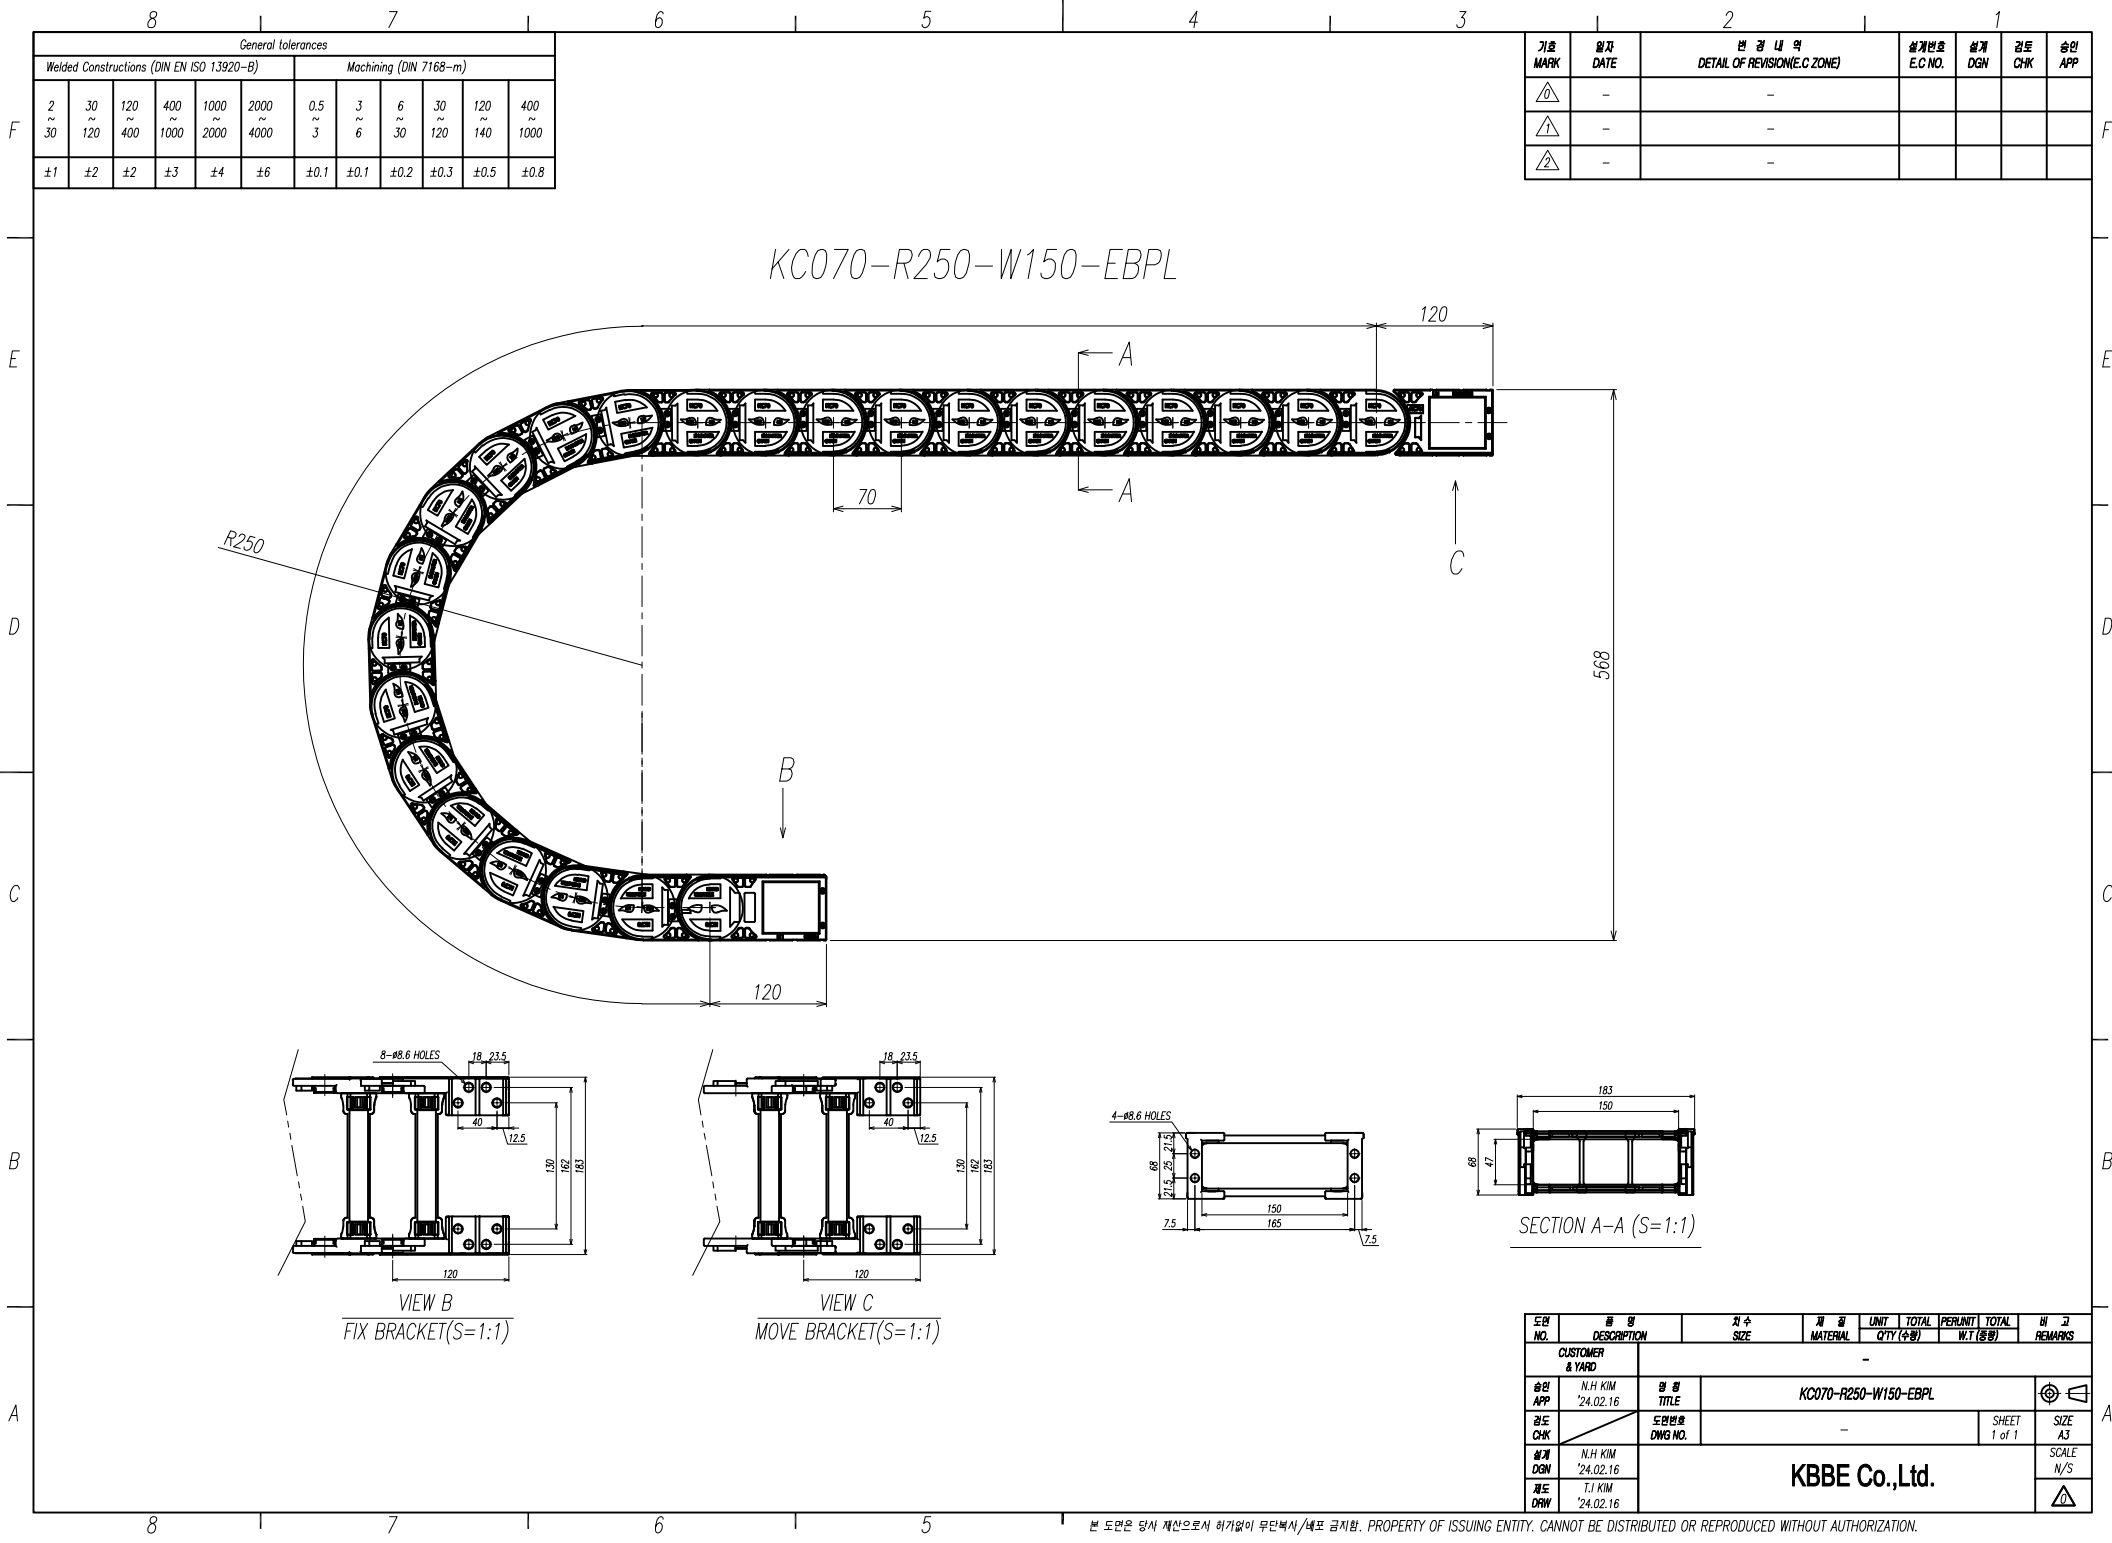 8 7 6 5 4 3 2 1
General tolerances
Welded Constructions (DIN EN ISO 13920-B) Machining (DIN 7168-m)
2 30 120 400 1000 2000 0.5 3 6 30 120 400
~ ~ ~ ~ ~ ~ ~ ~ ~ ~ ~ ~
30 120 400 1000 2000 4000 3 6 30 120 140 1000
±1 ±2 ±2 ±3 ±4 ±6 ±0.1 ±0.1 ±0.2 ±0.3 ±0.5 ±0.8
기호 일자 변 경 내 역 설계번호 설계 검토 승인
MARK DATE DETAIL OF REVISION(E.C ZONE) E.C NO. DGN CHK APP
0 - -
1 - -
2 - -
F F
KC070-R250-W150-EBPL
E E
120
A
A
70
C
R250
D D
568
B
C C
120
8-ø8.6 HOLES
18 23.5
40
12.5
130 162 183
120
VIEW B
FIX BRACKET(S=1:1)
18 23.5
40
12.5
130 162 183
120
VIEW C
MOVE BRACKET(S=1:1)
4-ø8.6 HOLES
21.5
68 25
21.5
150
7.5 165
7.5
183
150
68 47
SECTION A-A (S=1:1)
B B
도면 품 명 치 수 재 질 UNIT TOTAL PERUNIT TOTAL 비 고
NO. DESCRIPTION SIZE MATERIAL Q'TY (수량) W.T (중량) REMARKS
CUSTOMER
& YARD -
승인 N.H KIM 명 칭
APP '24.02.16 TITLE KC070-R250-W150-EBPL
검도 도면번호 SHEET SIZE
CHK DWG NO. - 1 of 1 A3
설계 N.H KIM SCALE
DGN '24.02.16 N/S
KBBE Co.,Ltd.
제도 T.I KIM
DRW '24.02.16 0
A A
8 7 6 5
본 도면은 당사 재산으로서 허가없이 무단복사/배포 금지함. PROPERTY OF ISSUING ENTITY. CANNOT BE DISTRIBUTED OR REPRODUCED WITHOUT AUTHORIZATION.